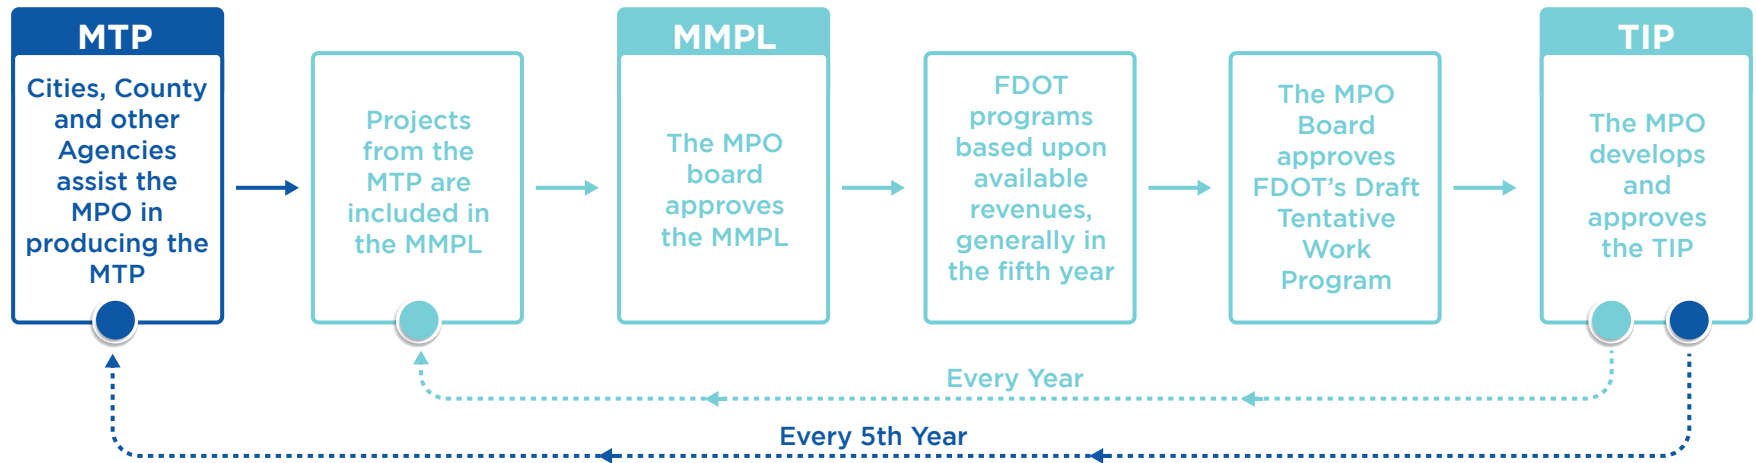 MTP
Cities, County
and other
Agencies
assist the
MPO in
producing the
MTP
Projects
from the
MTP are
included in
the MMPL
MMPL
The MPO
board
approves
the MMPL
FDOT
programs
based upon
available
revenues,
generally in
the fifth year
The MPO
Board
approves
FDOT's Draft
Tentative
Work
Program
TIP
The MPO
develops
and
approves
the TIP
Every Year
Every 5th Year